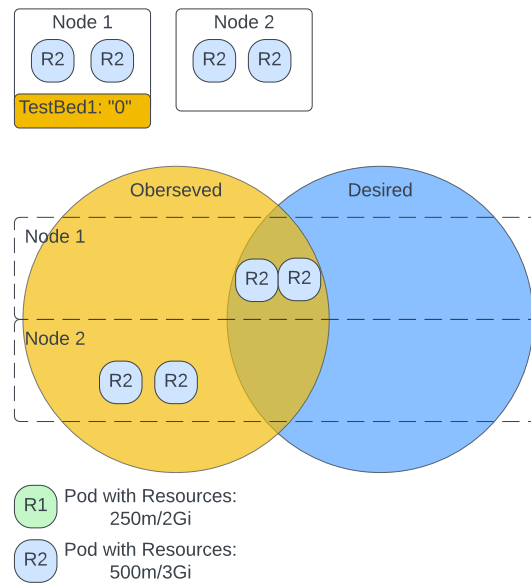 Node 1
Node 2
R2
R2
R2
R2
TestBed1: "0"
Oberseved
Desired
Node 1
R2
R2
Node 2
R2
R2
R1
Pod with Resources:
250m/2Gi
R2
Pod with Resources:
500m/3Gi